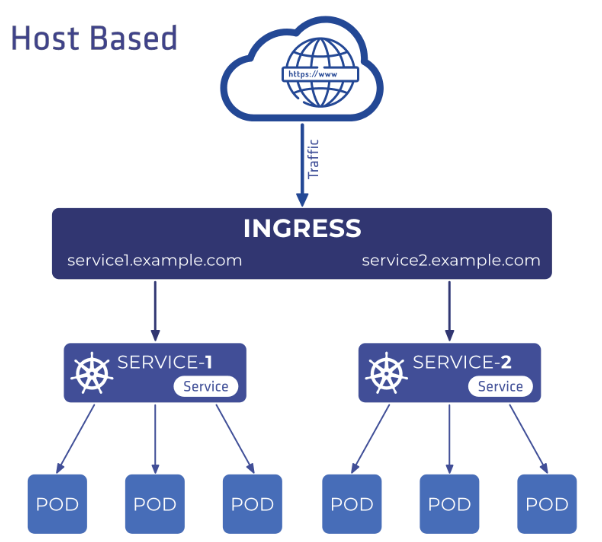 Host Based
https://www
Traffic
INGRESS
service1.example.com
service2.example.com
SERVICE-1
Service
SERVICE-2
Service
POD
POD
POD
POD
POD
POD